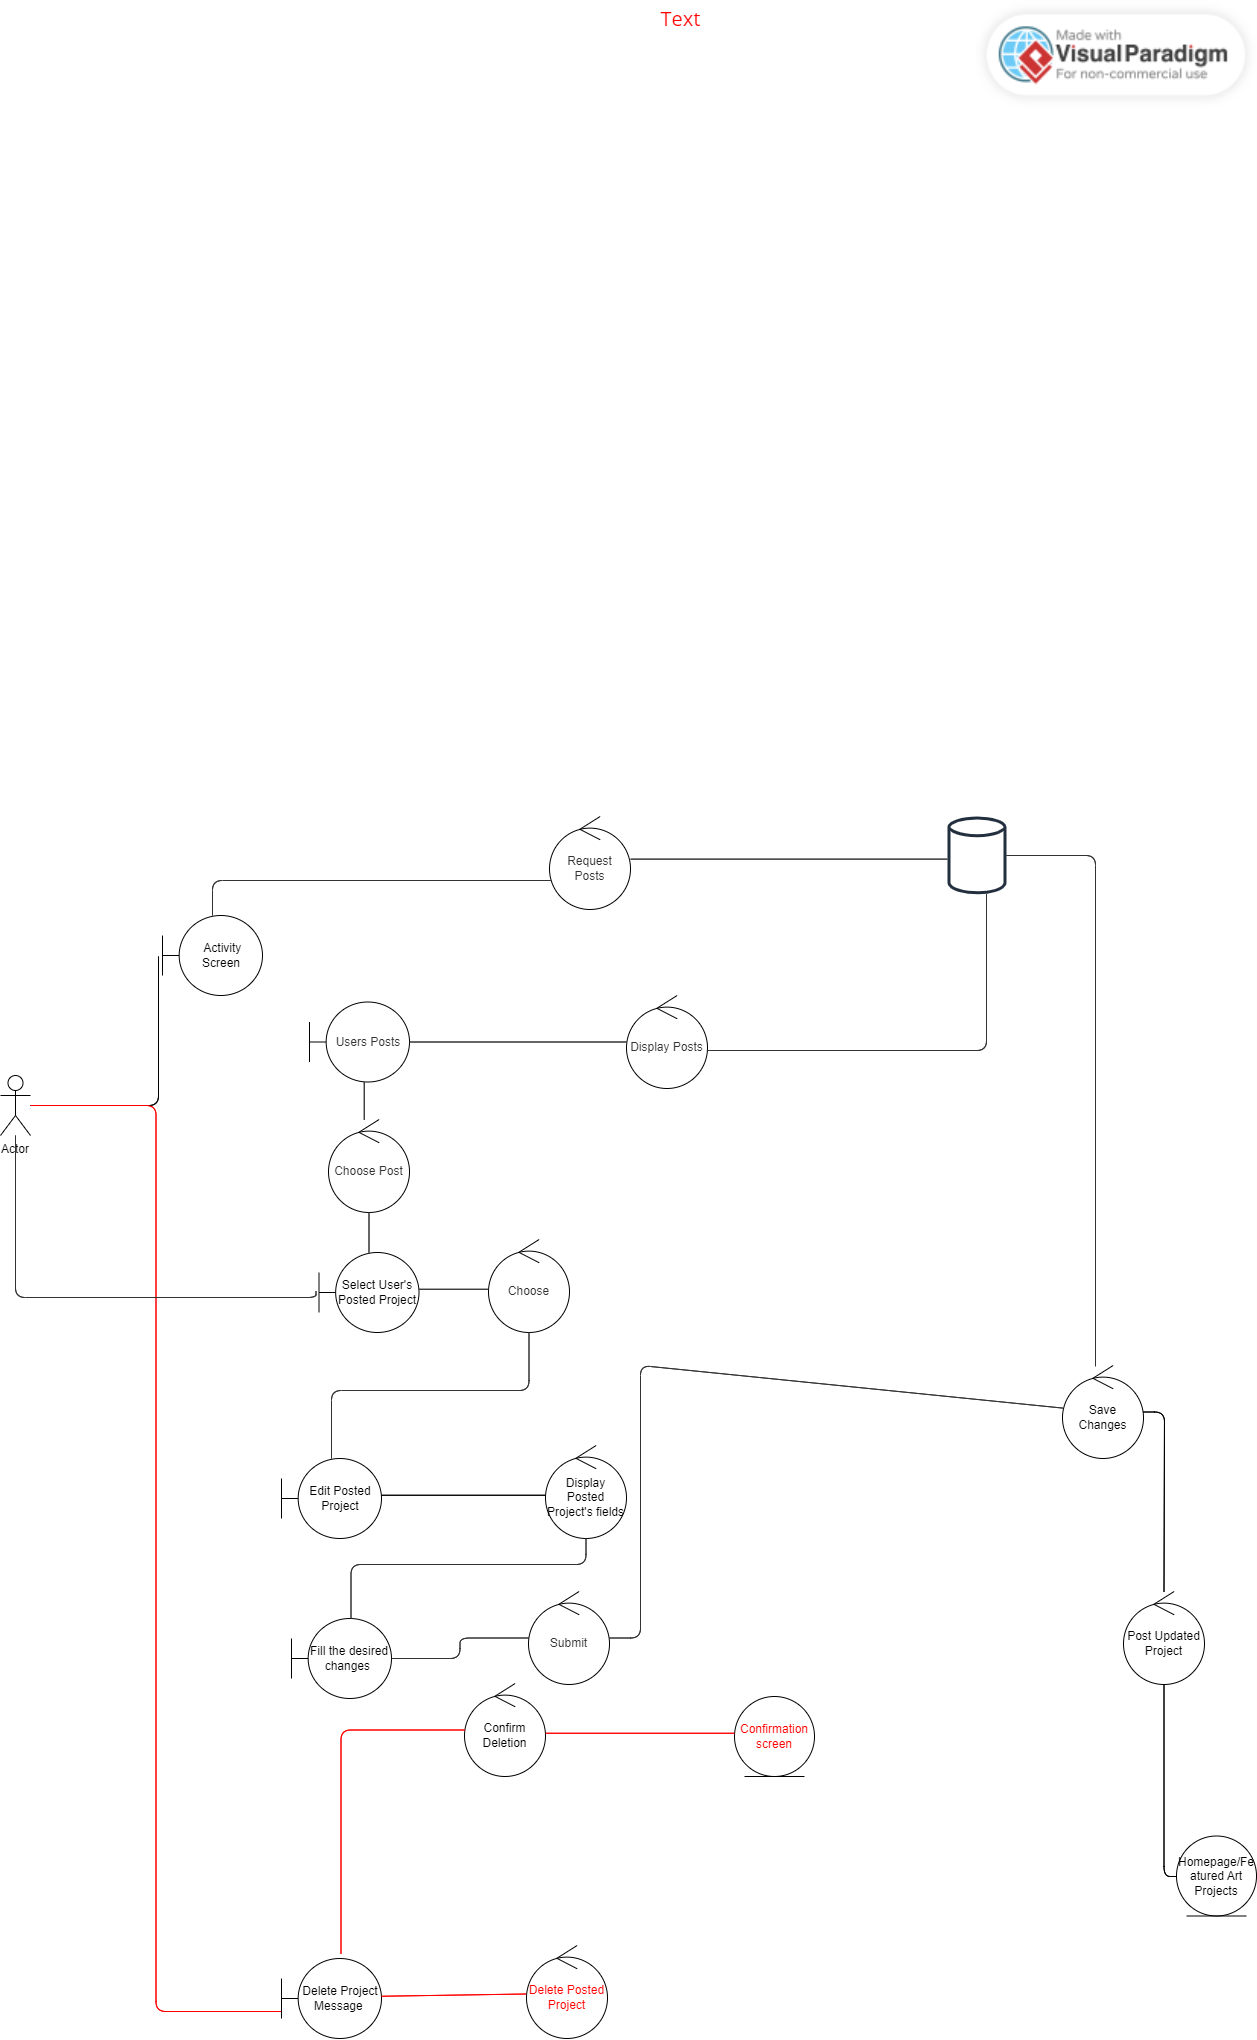 Text
Made with
Visual Paradigm
For non-commercial use
Request
Posts
Activity
Screen
Users Posts
Display Posts
Actor
Choose Post
Select User's
Posted Project
Choose
Save
Changes
Edit Posted
Project
Display
Posted
Project's fields
Fill the desired
changes
Submit
Post Updated
Project
Confirm
Deletion
Confirmation
screen
Homepage/Fe
atured Art
Projects
Delete Project
Message
Delete Posted
Project